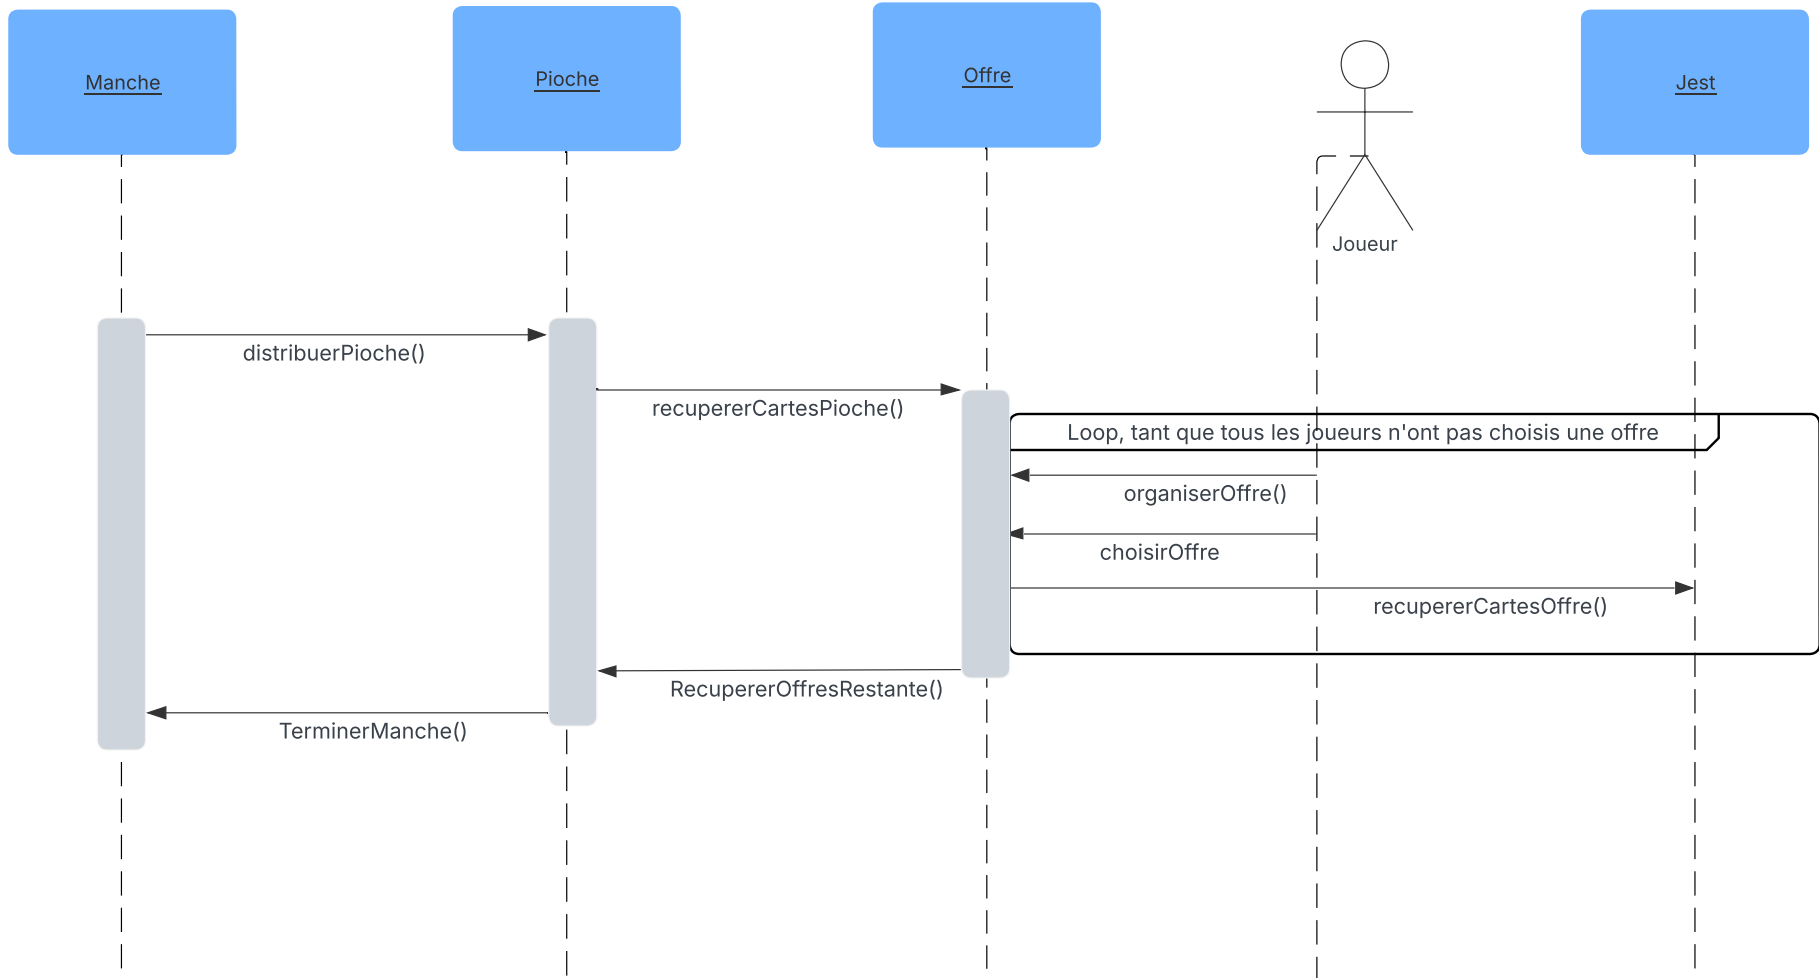 Manche
Pioche
Offre
Jest
Joueur
distribuerPioche()
recupererCartesPioche()
Loop, tant que tous les joueurs n'ont pas choisis une offre
organiserOffre()
choisirOffre
recupererCartesOffre()
RecupererOffresRestante()
TerminerManche()